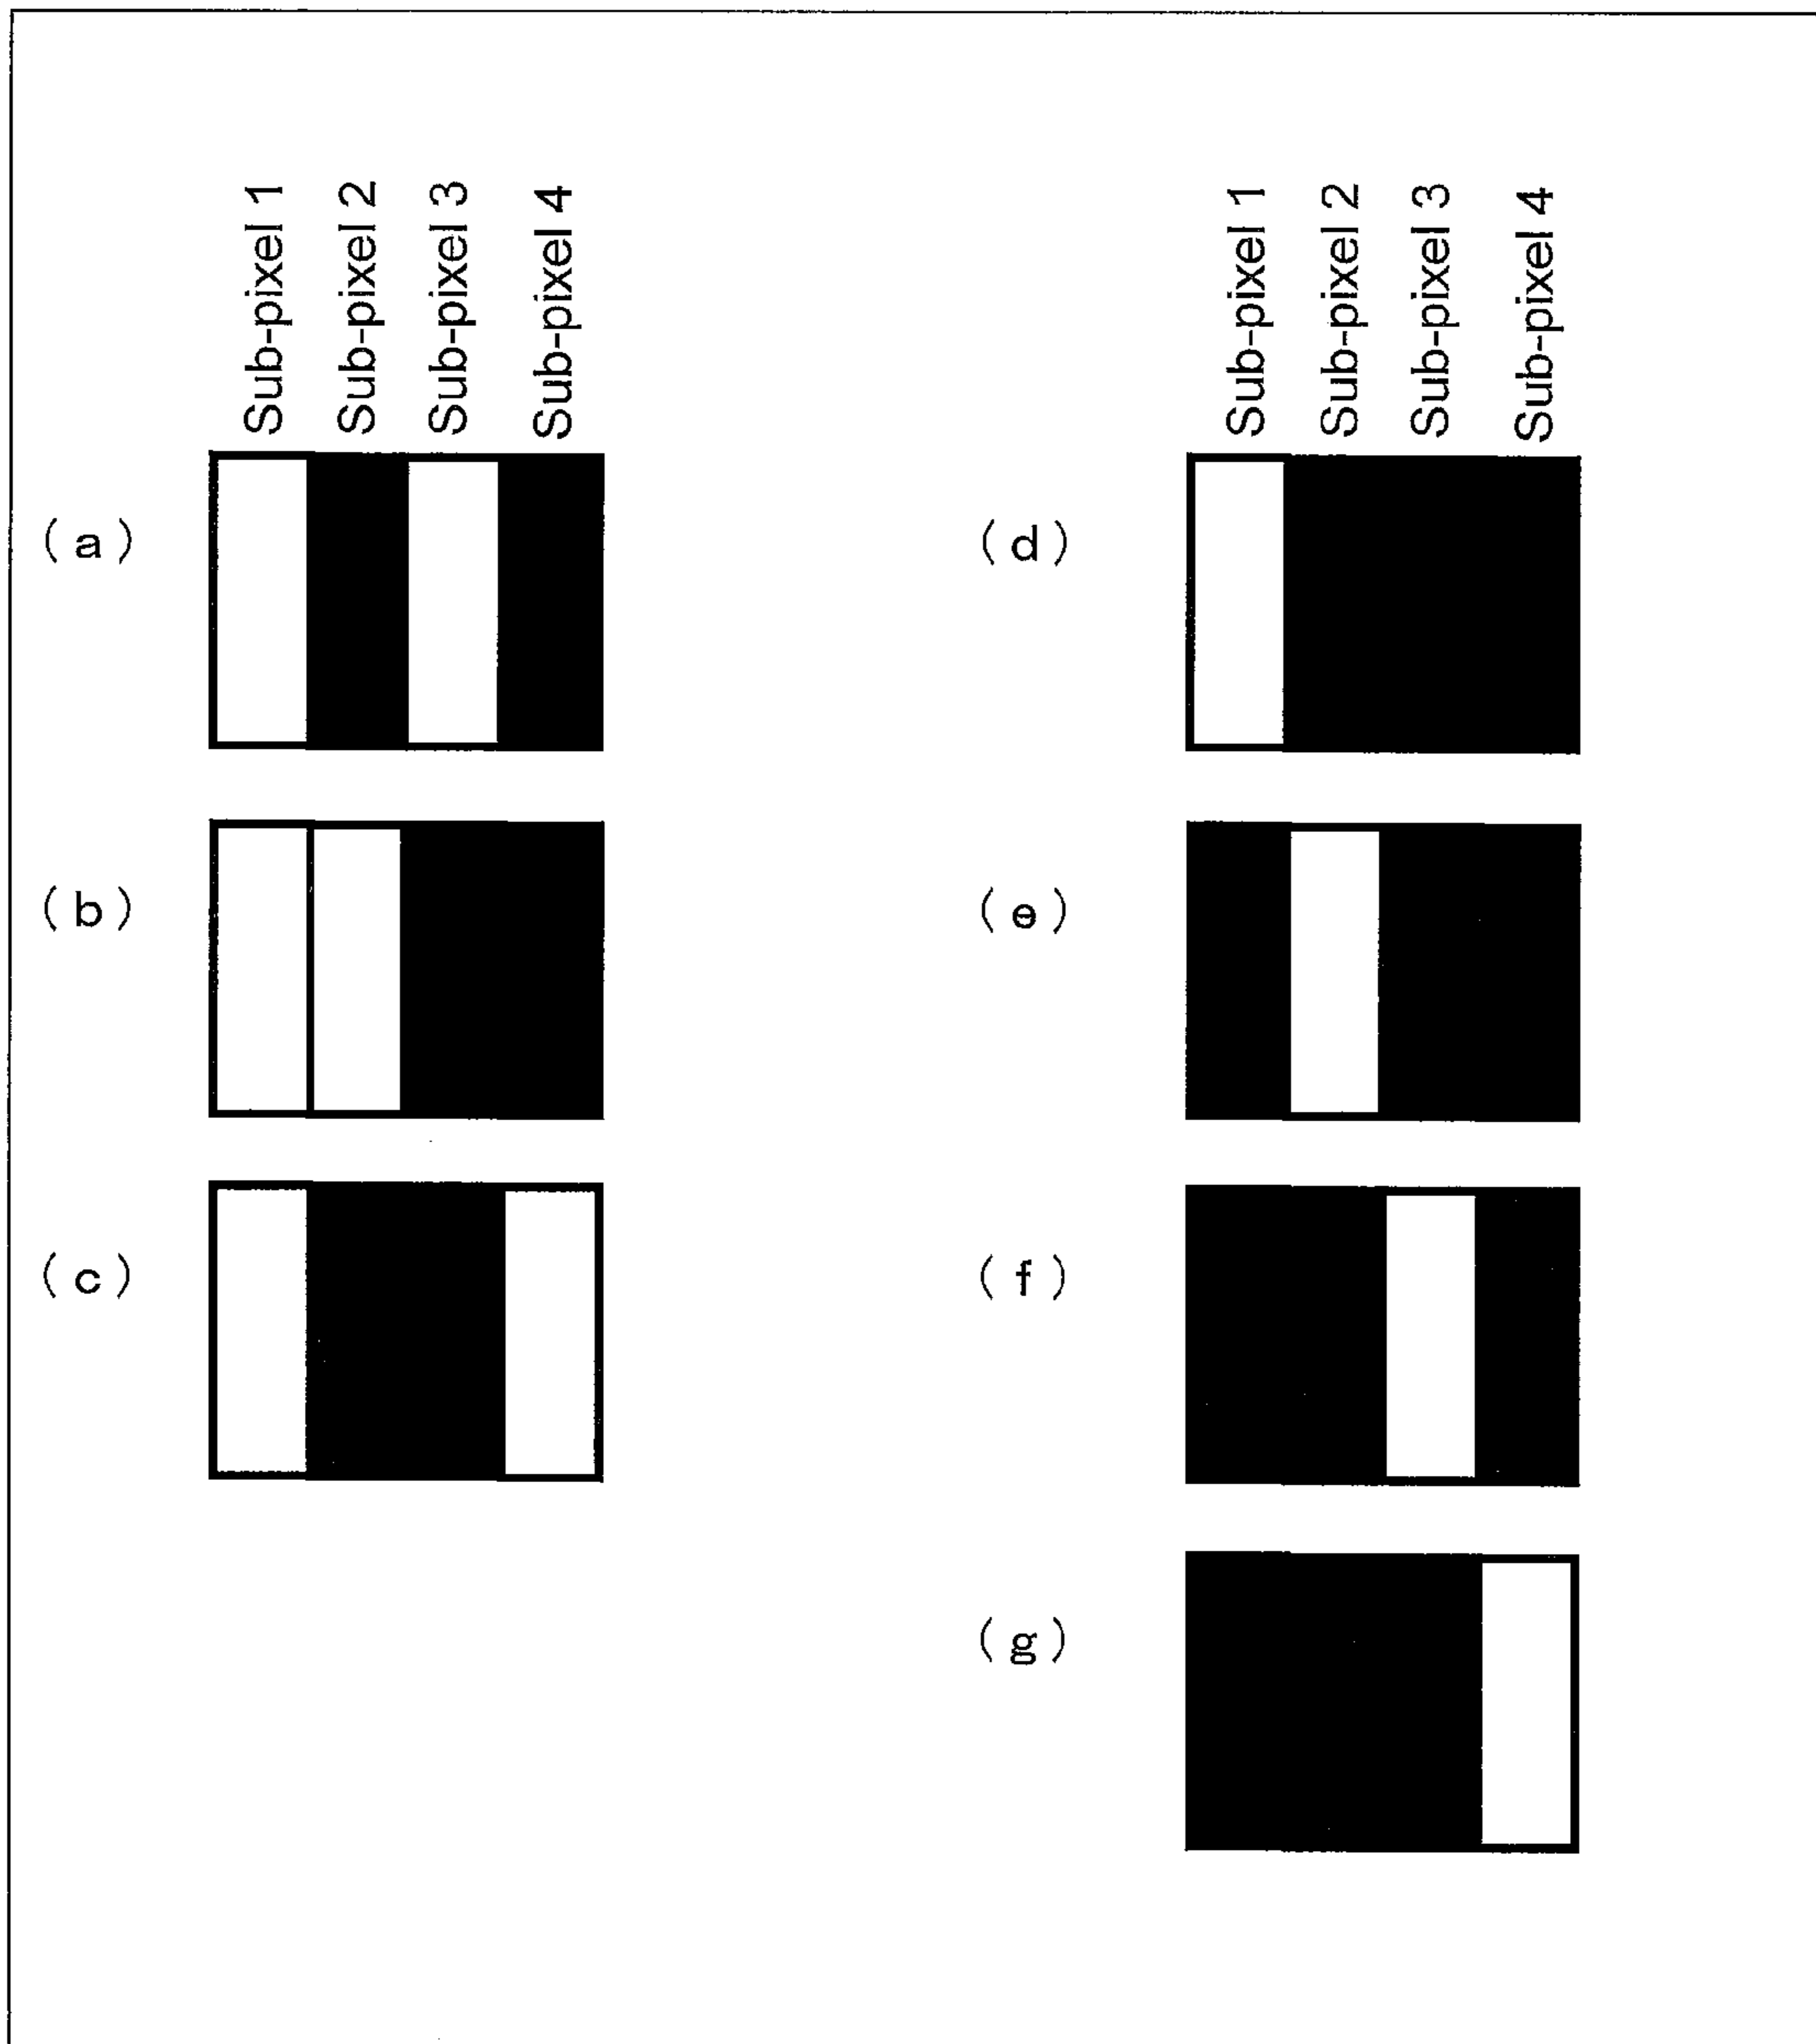 Sub-pixel 1
Sub-pixel 2
Sub-pixel 3
Sub-pixel 4
(a)
(b)
(c)
Sub-pixel 1
Sub-pixel 2
Sub-pixel 3
Sub-pixel 4
(d)
(e)
(f)
(g)